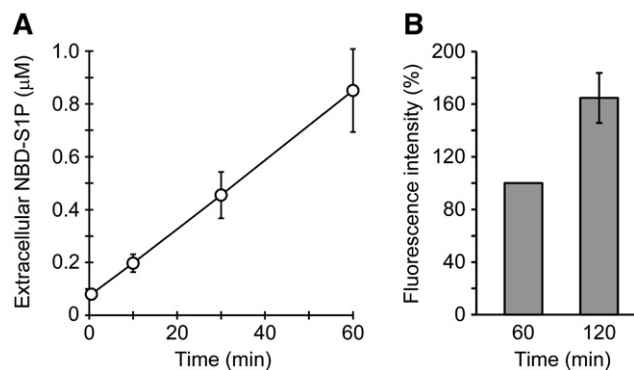 A
Extracellular NBD-S1P (μM)
1.0
0.8
0.6
0.4
0.2
0
0 20 40 60
Time (min)
B
Fluorescence intensity (%)
200
160
120
80
40
0
60 120
Time (min)